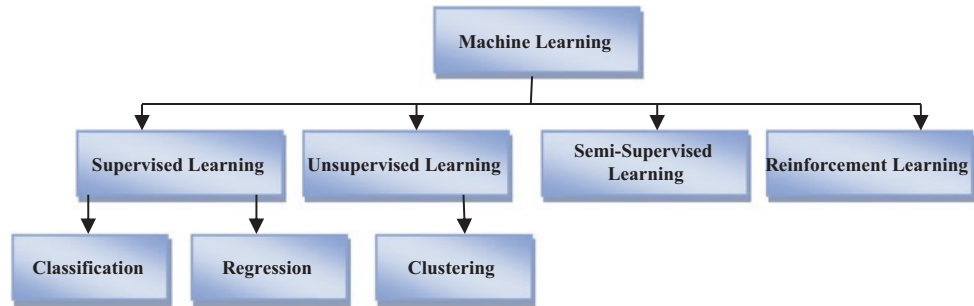 Machine Learning
Supervised Learning
Unsupervised Learning
Semi-Supervised
Learning
Reinforcement Learning
Classification
Regression
Clustering